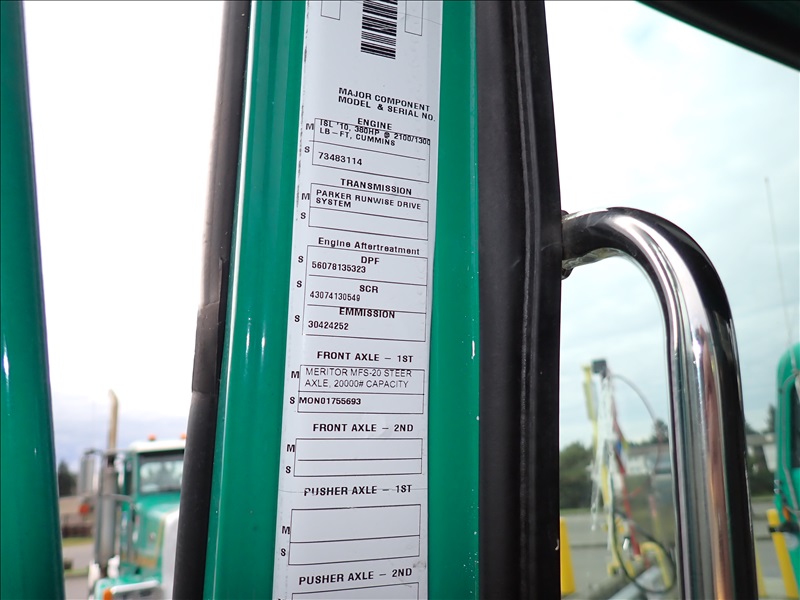 MAJOR COMPONENT
MODEL & SERIAL NO.
ENGINE
M ISL '10, 380HP @ 2100/1300
LB-FT, CUMMINS
S 73483114
TRANSMISSION
M PARKER RUNWISE DRIVE
SYSTEM
S
Engine Aftertreatment
DPF
S 56078135323
SCR
S 43074130549
EMMISSION
S 30424252
FRONT AXLE - 1ST
M MERITOR MFS-20 STEER
AXLE, 20000# CAPACITY
S MON01755693
FRONT AXLE - 2ND
M
S
PUSHER AXLE - 1ST
M
S
PUSHER AXLE - 2ND